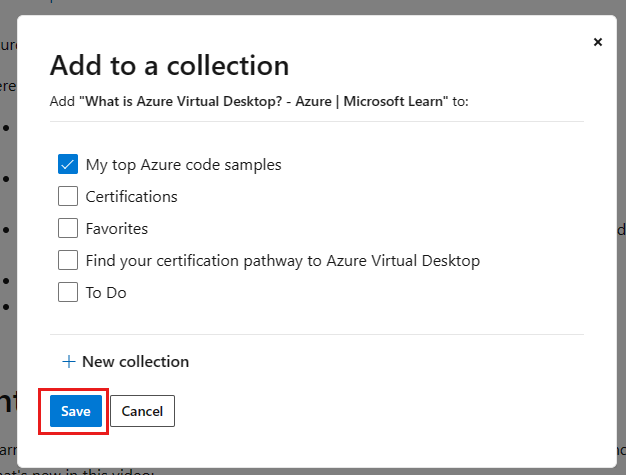 Add to a collection
Add "What is Azure Virtual Desktop? - Azure | Microsoft Learn" to:
My top Azure code samples
Certifications
Favorites
Find your certification pathway to Azure Virtual Desktop
To Do
+ New collection
Save Cancel